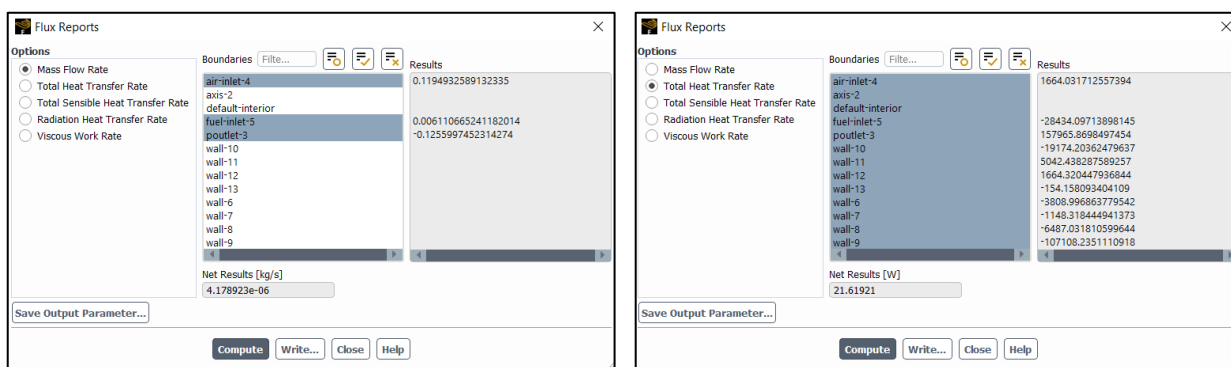 Flux Reports
Options
Mass Flow Rate
Total Heat Transfer Rate
Total Sensible Heat Transfer Rate
Radiation Heat Transfer Rate
Viscous Work Rate
Boundaries Filte...
air-inlet-4
axis-2
default-interior
fuel-inlet-5
poutlet-3
wall-10
wall-11
wall-12
wall-13
wall-6
wall-7
wall-8
wall-9
Results
0.1194932589132335
0.006110665241182014
-0.1255997452314274
Net Results [kg/s]
4.178923e-06
Save Output Parameter...
Compute Write... Close Help
Flux Reports
Options
Mass Flow Rate
Total Heat Transfer Rate
Total Sensible Heat Transfer Rate
Radiation Heat Transfer Rate
Viscous Work Rate
Boundaries Filte...
air-inlet-4
axis-2
default-interior
fuel-inlet-5
poutlet-3
wall-10
wall-11
wall-12
wall-13
wall-6
wall-7
wall-8
wall-9
Results
1664.031712557394
-28434.09713898145
157965.8698497454
-19174.20362479637
5042.438287589257
1664.320447936844
-154.158093404109
-3808.996863779542
-1148.318444941373
-6487.031810599644
-107108.2351110918
Net Results [W]
21.61921
Save Output Parameter...
Compute Write... Close Help